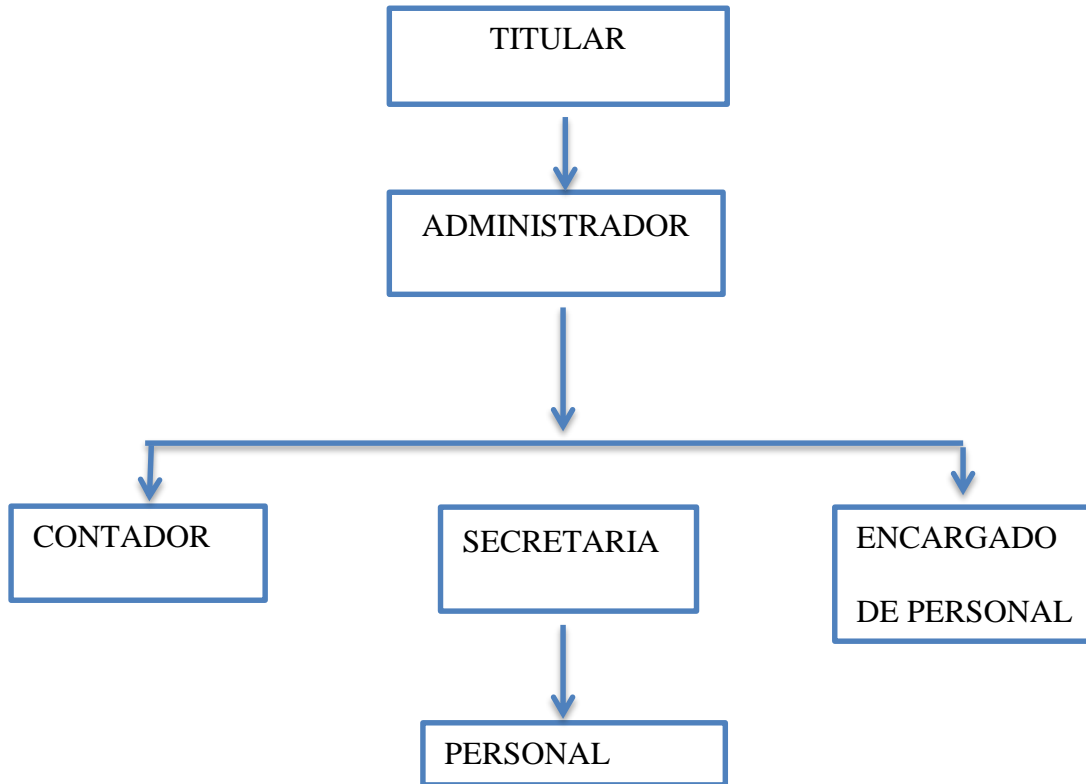 TITULAR
ADMINISTRADOR
CONTADOR
SECRETARIA
ENCARGADO
DE PERSONAL
PERSONAL